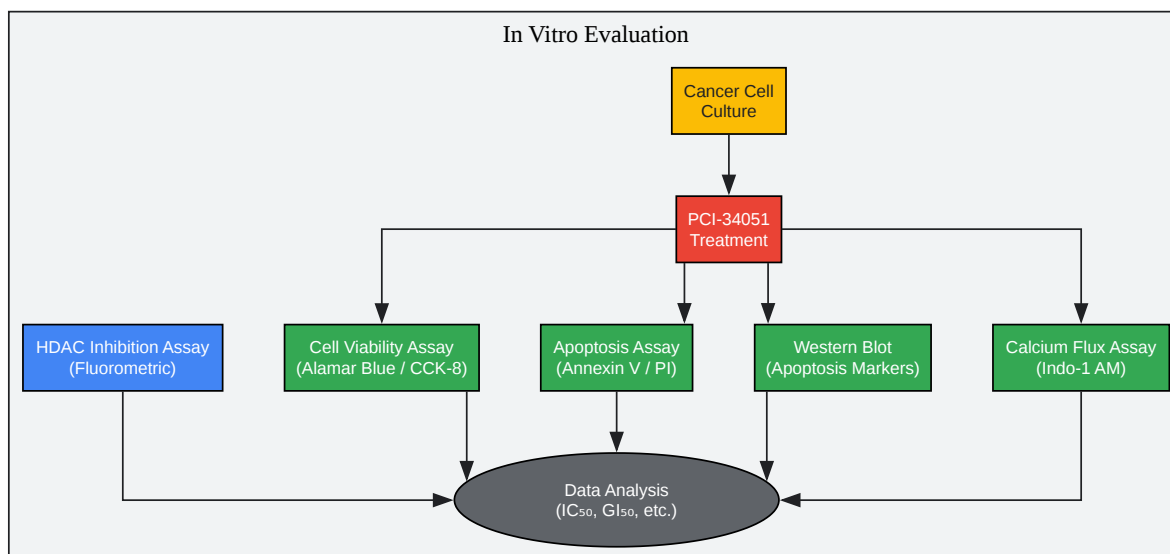 In Vitro Evaluation
Cancer Cell
Culture
PCI-34051
Treatment
HDAC Inhibition Assay
(Fluorometric)
Cell Viability Assay
(Alamar Blue / CCK-8)
Apoptosis Assay
(Annexin V / PI)
Western Blot
(Apoptosis Markers)
Calcium Flux Assay
(Indo-1 AM)
Data Analysis
(IC₅₀, GI₅₀, etc.)